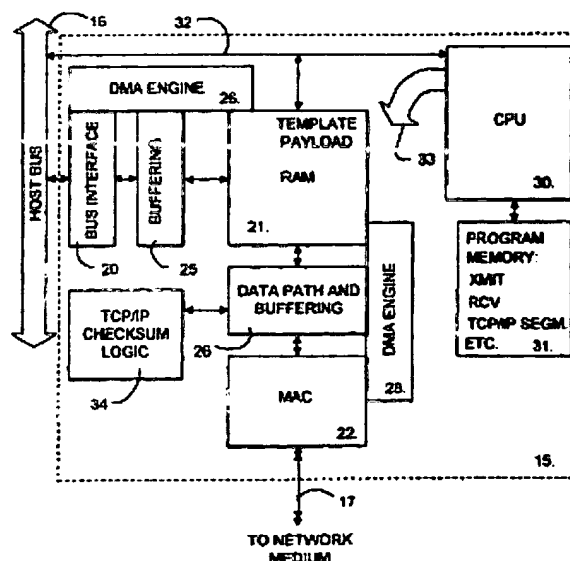 16
32
DMA ENGINE
26.
HOST BUS
BUS INTERFACE
20
BUFFERING
25
TEMPLATE
PAYLOAD
RAM
21.
33
CPU
30.
PROGRAM
MEMORY:
XMIT
RCV
TCP/IP SEGM.
ETC.
31.
TCP/IP
CHECKSUM
LOGIC
34
DATA PATH AND
BUFFERING
26
DMA ENGINE
28.
MAC
22.
15.
17
TO NETWORK
MEDIUM